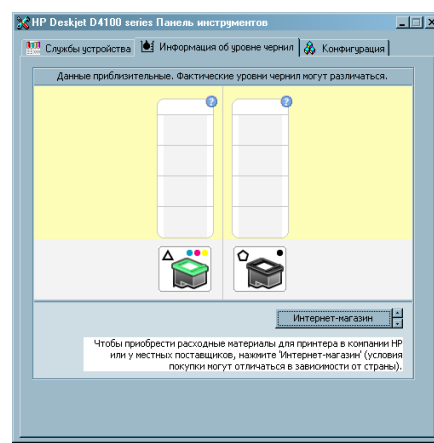 HP Deskjet D4100 series Панель инструментов
Службы устройства Информация об уровне чернил Конфигурация
Данные приблизительные. Фактические уровни чернил могут различаться.
? ?
Интернет-магазин
Чтобы приобрести расходные материалы для принтера в компании HP
или у местных поставщиков, нажмите 'Интернет-магазин' (условия
покупки могут отличаться в зависимости от страны).